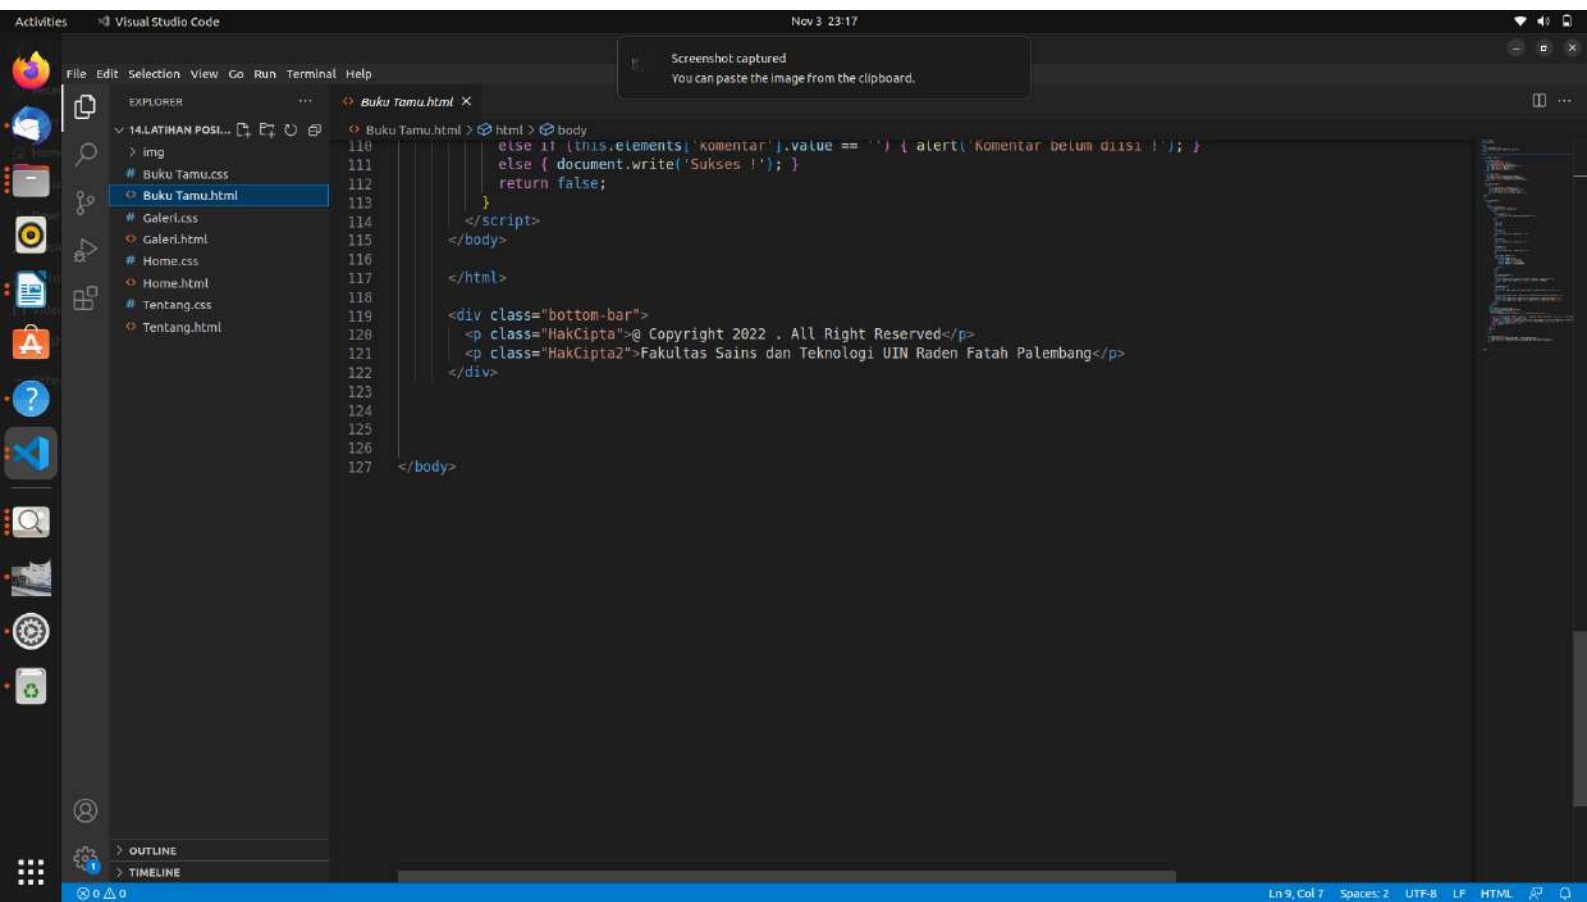 Activities Visual Studio Code Nov 3 23:17
Screenshot captured
You can paste the image from the clipboard.
File Edit Selection View Go Run Terminal Help
EXPLORER ··· <> Buku Tamu.html ×
14.LATIHAN POSI...
Buku Tamu.html > html > body
> img
# Buku Tamu.css
<> Buku Tamu.html
# Galeri.css
<> Galeri.html
# Home.css
<> Home.html
# Tentang.css
<> Tentang.html
110 else if (this.elements['komentar'].value == '') { alert('Komentar belum diisi !'); }
111 else { document.write('Sukses !'); }
112 return false;
113 }
114 </script>
115 </body>
116
117 </html>
118
119 <div class="bottom-bar">
120 <p class="HakCipta">@ Copyright 2022 . All Right Reserved</p>
121 <p class="HakCipta2">Fakultas Sains dan Teknologi UIN Raden Fatah Palembang</p>
122 </div>
123
124
125
126
127 </body>
> OUTLINE
1
> TIMELINE
0 0 Ln 9, Col 7 Spaces: 2 UTF-8 LF HTML